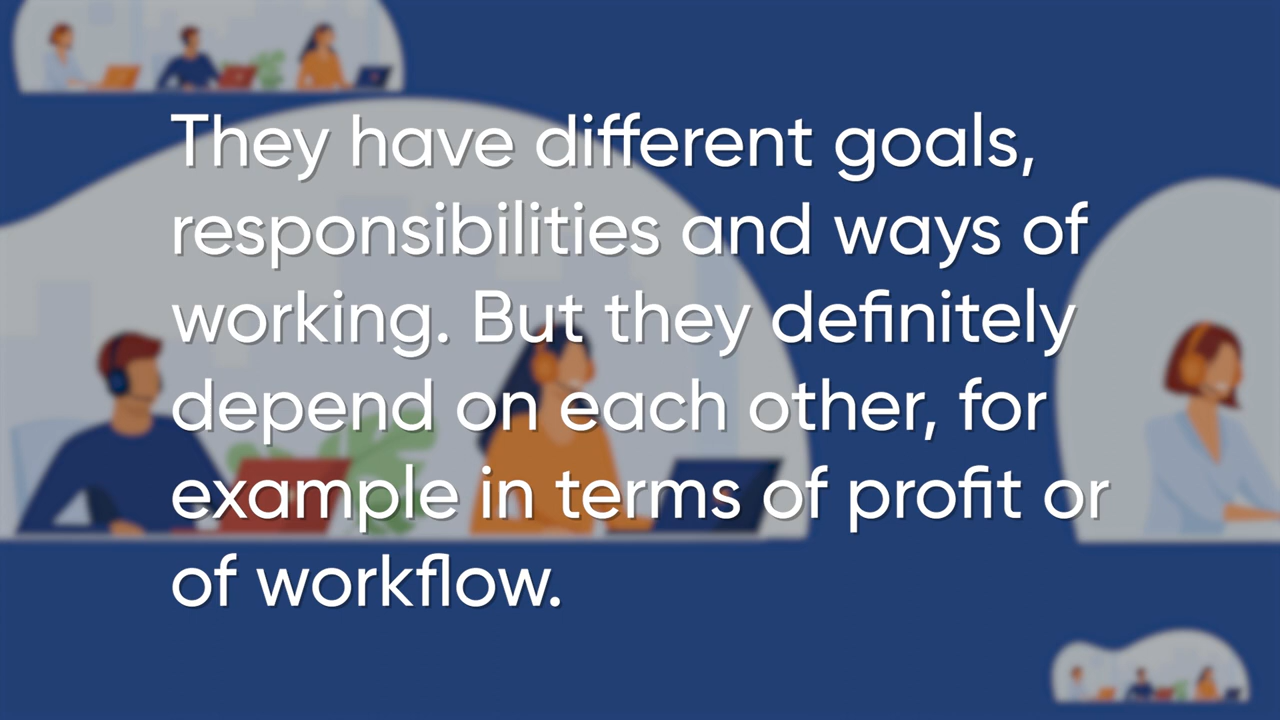 They have different goals,
responsibilities and ways of
working. But they definitely
depend on each other, for
example in terms of profit or
of workflow.